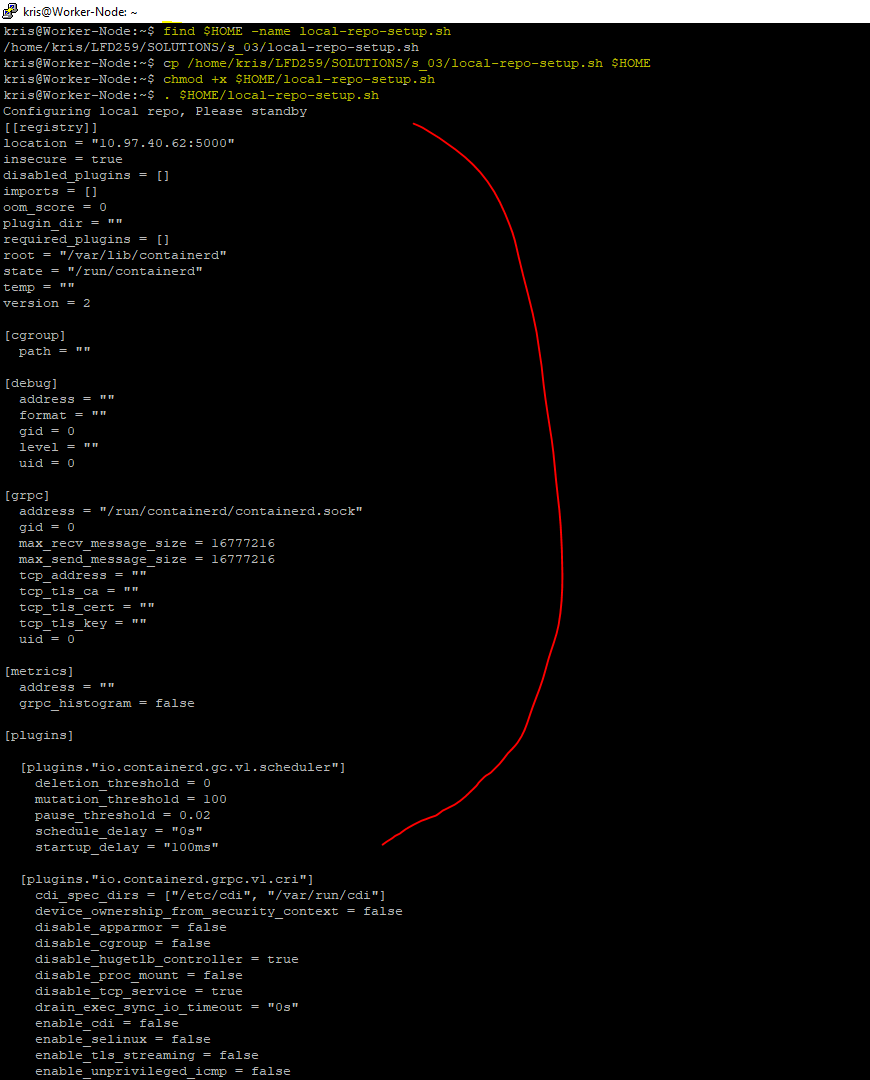 kris@Worker-Node: ~
kris@Worker-Node:~$ find $HOME -name local-repo-setup.sh
/home/kris/LFD259/SOLUTIONS/s_03/local-repo-setup.sh
kris@Worker-Node:~$ cp /home/kris/LFD259/SOLUTIONS/s_03/local-repo-setup.sh $HOME
kris@Worker-Node:~$ chmod +x $HOME/local-repo-setup.sh
kris@Worker-Node:~$ . $HOME/local-repo-setup.sh
Configuring local repo, Please standby
[[registry]]
location = "10.97.40.62:5000"
insecure = true
disabled_plugins = []
imports = []
oom_score = 0
plugin_dir = ""
required_plugins = []
root = "/var/lib/containerd"
state = "/run/containerd"
temp = ""
version = 2
[cgroup]
  path = ""
[debug]
  address = ""
  format = ""
  gid = 0
  level = ""
  uid = 0
[grpc]
  address = "/run/containerd/containerd.sock"
  gid = 0
  max_recv_message_size = 16777216
  max_send_message_size = 16777216
  tcp_address = ""
  tcp_tls_ca = ""
  tcp_tls_cert = ""
  tcp_tls_key = ""
  uid = 0
[metrics]
  address = ""
  grpc_histogram = false
[plugins]
  [plugins."io.containerd.gc.v1.scheduler"]
    deletion_threshold = 0
    mutation_threshold = 100
    pause_threshold = 0.02
    schedule_delay = "0s"
    startup_delay = "100ms"
  [plugins."io.containerd.grpc.v1.cri"]
    cdi_spec_dirs = ["/etc/cdi", "/var/run/cdi"]
    device_ownership_from_security_context = false
    disable_apparmor = false
    disable_cgroup = false
    disable_hugetlb_controller = true
    disable_proc_mount = false
    disable_tcp_service = true
    drain_exec_sync_io_timeout = "0s"
    enable_cdi = false
    enable_selinux = false
    enable_tls_streaming = false
    enable_unprivileged_icmp = false